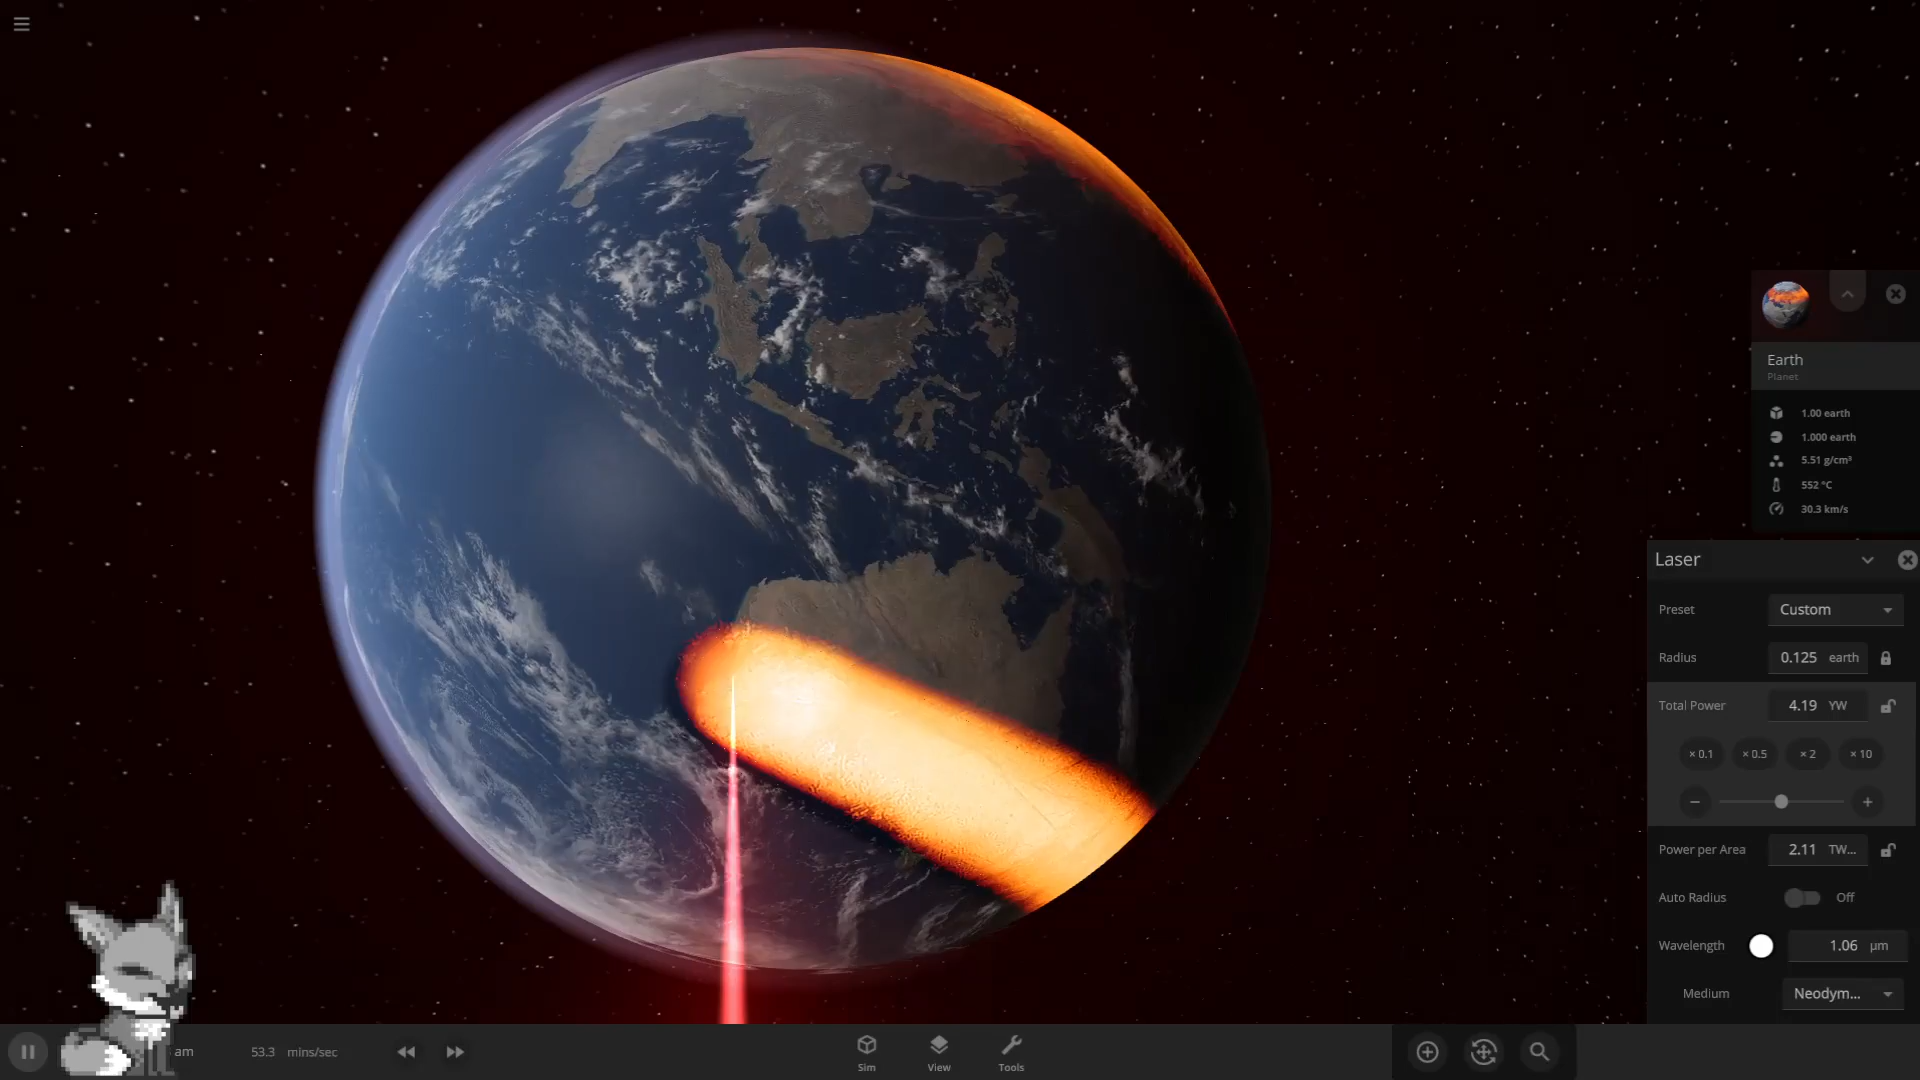 Earth
Planet
1.00 earth
1.000 earth
5.51 g/cm³
552 °C
30.3 km/s
Laser
Preset Custom
Radius 0.125 earth
Total Power 4.19 YW
× 0.1 × 0.5 × 2 × 10
Power per Area 2.11 TW...
Auto Radius Off
Wavelength 1.06 µm
Medium Neodym...
am 53.3 mins/sec
Sim View Tools